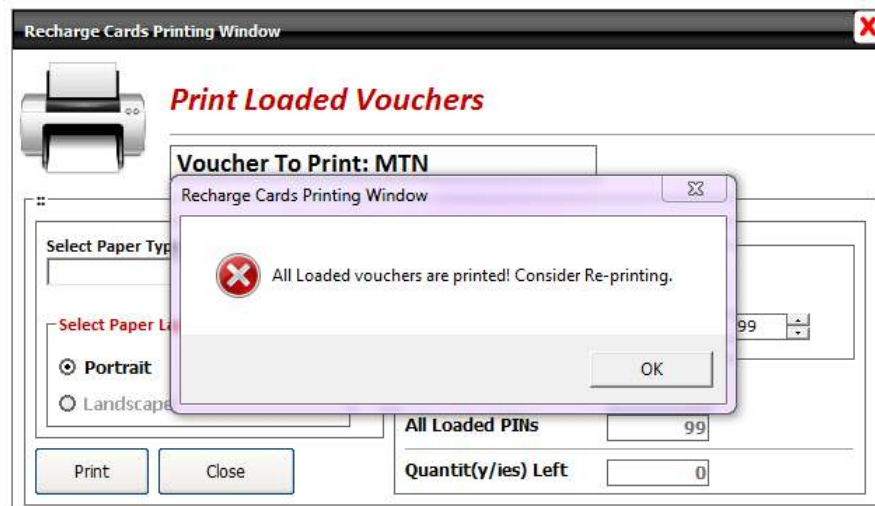 Recharge Cards Printing Window
Print Loaded Vouchers
Voucher To Print: MTN
Recharge Cards Printing Window
All Loaded vouchers are printed! Consider Re-printing.
OK
::
Select Paper
99
Select Paper
Portrait
Landscape
All Loaded PINs 99
Print Close Quantit(y/ies) Left 0